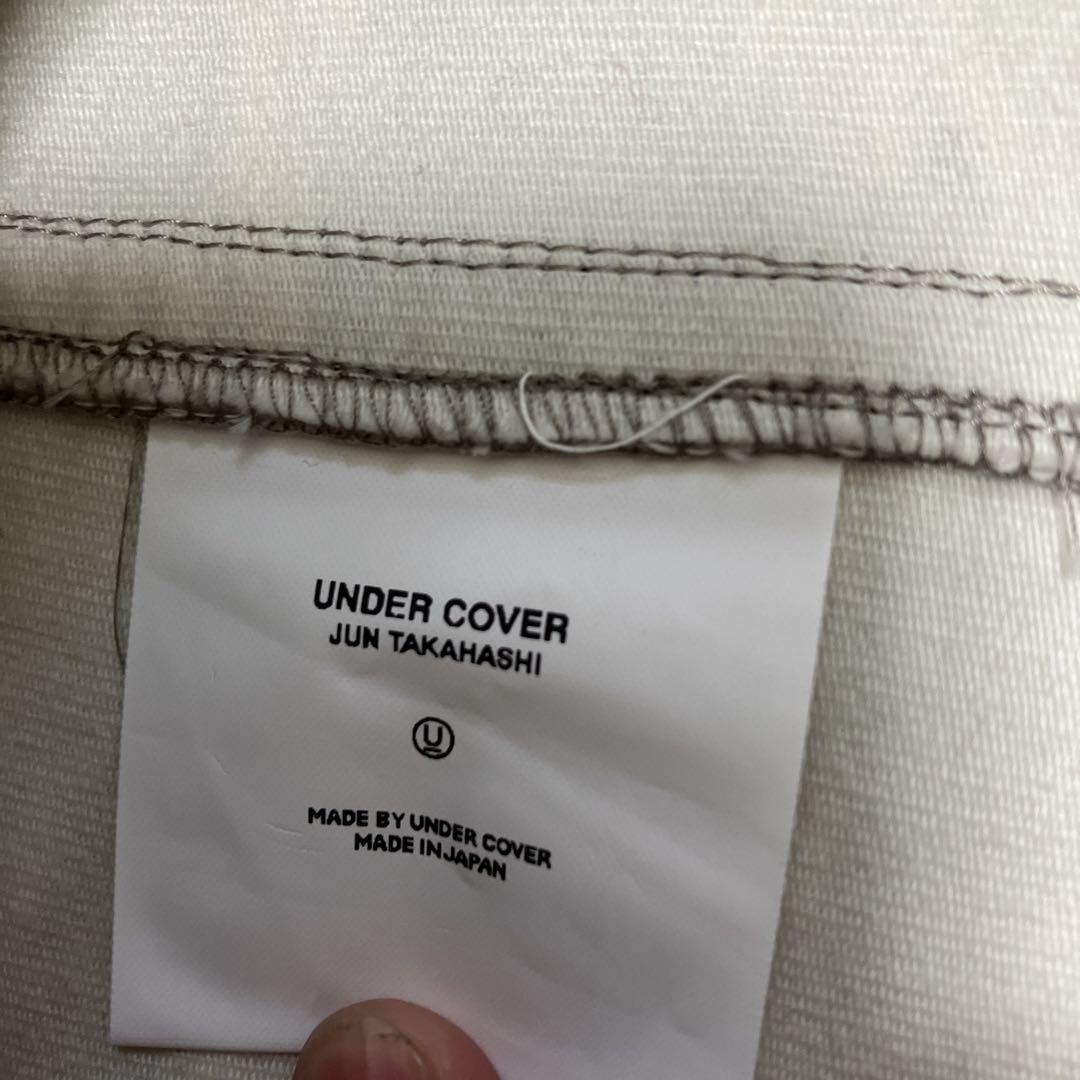 UNDER COVER
JUN TAKAHASHI
U
MADE BY UNDER COVER
MADE IN JAPAN